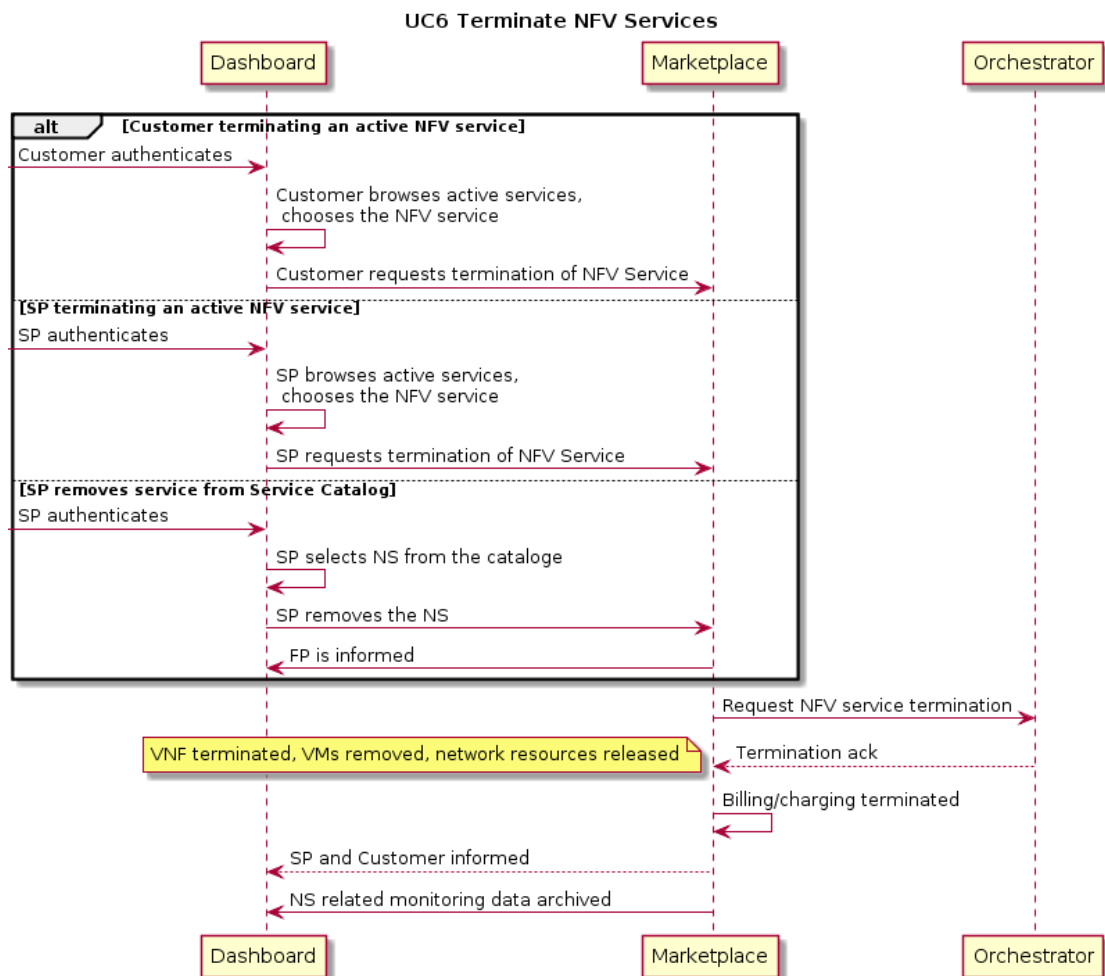 UC6 Terminate NFV Services
Dashboard
Marketplace
Orchestrator
alt
[Customer terminating an active NFV service]
Customer authenticates
Customer browses active services,
chooses the NFV service
Customer requests termination of NFV Service
[SP terminating an active NFV service]
SP authenticates
SP browses active services,
chooses the NFV service
SP requests termination of NFV Service
[SP removes service from Service Catalog]
SP authenticates
SP selects NS from the cataloge
SP removes the NS
FP is informed
Request NFV service termination
VNF terminated, VMs removed, network resources released
Termination ack
Billing/charging terminated
SP and Customer informed
NS related monitoring data archived
Dashboard
Marketplace
Orchestrator